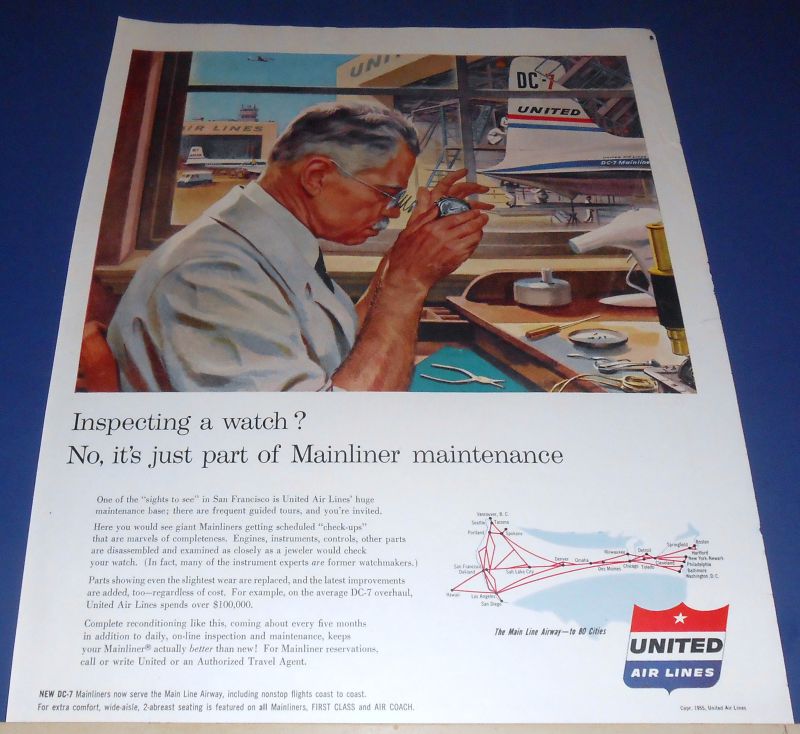 UNI
DC-7
UNITED
UNITED AIR LINES
DC-7 Mainliner
IR LINES
Inspecting a watch?
No, it's just part of Mainliner maintenance
One of the "sights to see" in San Francisco is United Air Lines' huge
maintenance base; there are frequent guided tours, and you're invited.
Here you would see giant Mainliners getting scheduled "check-ups"
that are marvels of completeness. Engines, instruments, controls, other parts
are disassembled and examined as closely as a jeweler would check
your watch. (In fact, many of the instrument experts are former watchmakers.)
Parts showing even the slightest wear are replaced, and the latest improvements
are added, too—regardless of cost. For example, on the average DC-7 overhaul,
United Air Lines spends over $100,000.
Complete reconditioning like this, coming about every five months
in addition to daily, on-line inspection and maintenance, keeps
your Mainliner® actually better than new! For Mainliner reservations,
call or write United or an Authorized Travel Agent.
Vancouver, B. C.
Seattle
Tacoma
Portland
Spokane
San Francisco
Oakland
Salt Lake City
Hawaii
Los Angeles
San Diego
Denver
Omaha
Des Moines
Milwaukee
Chicago
Detroit
Toledo
Cleveland
Springfield
Boston
Hartford
New York-Newark
Philadelphia
Baltimore
Washington, D.C.
The Main Line Airway—to 80 Cities
UNITED
AIR LINES
NEW DC-7 Mainliners now serve the Main Line Airway, including nonstop flights coast to coast.
For extra comfort, wide-aisle, 2-abreast seating is featured on all Mainliners, FIRST CLASS and AIR COACH.
Copr. 1955, United Air Lines